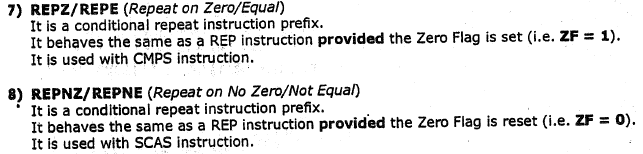 7) REPZ/REPE (Repeat on Zero/Equal)
It is a conditional repeat instruction prefix.
It behaves the same as a REP instruction provided the Zero Flag is set (i.e. ZF = 1).
It is used with CMPS instruction.
8) REPNZ/REPNE (Repeat on No Zero/Not Equal)
It is a conditional repeat instruction prefix.
It behaves the same as a REP instruction provided the Zero Flag is reset (i.e. ZF = 0).
It is used with SCAS instruction.